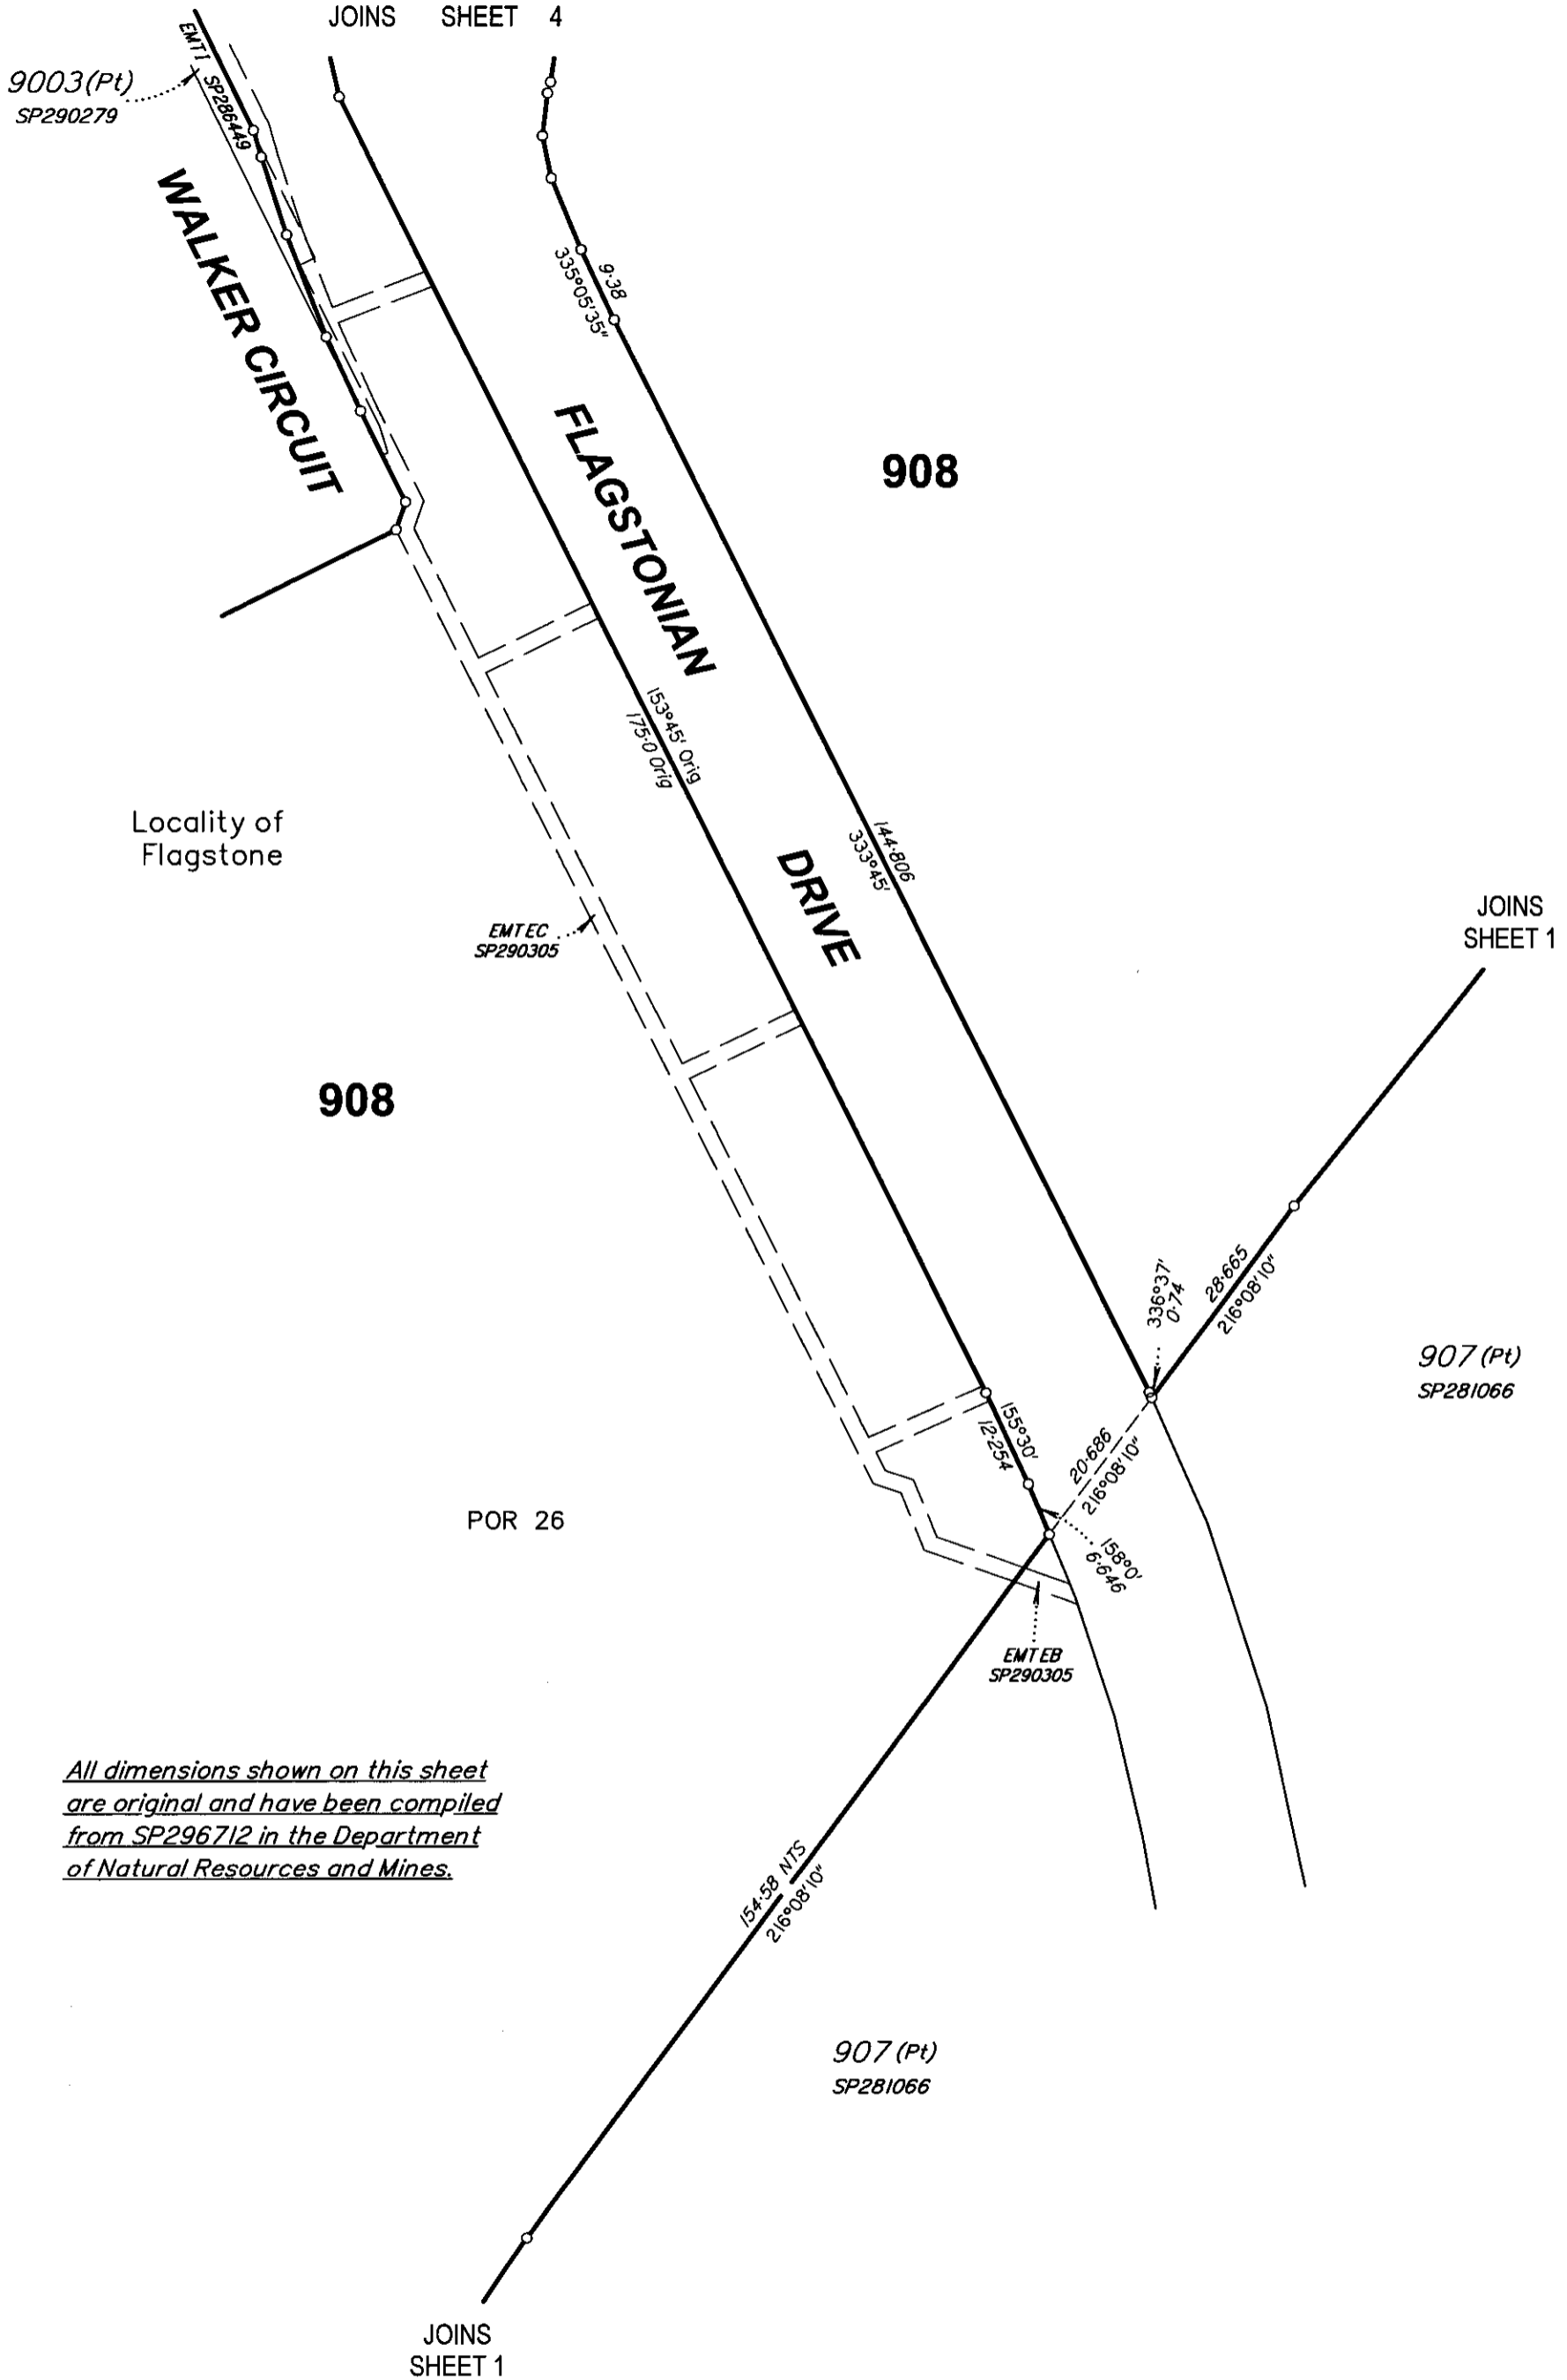 JOINS SHEET 4
9003(Pt)
SP290279
EMT I SP286449
WALKER CIRCUIT
9·38
335°05'35"
FLAGSTONIAN
DRIVE
908
153°45' Orig
175·0 Orig
144·806
333°45'
Locality of
Flagstone
EMT EC
SP290305
JOINS
SHEET 1
908
336°37'
0·74
28·665
216°08'10"
907 (Pt)
SP281066
155°30'
12·254
20·686
216°08'10"
POR 26
158°0'
6·646
EMT EB
SP290305
All dimensions shown on this sheet
are original and have been compiled
from SP296712 in the Department
of Natural Resources and Mines.
154·58 NTS
216°08'10"
907 (Pt)
SP281066
JOINS
SHEET 1